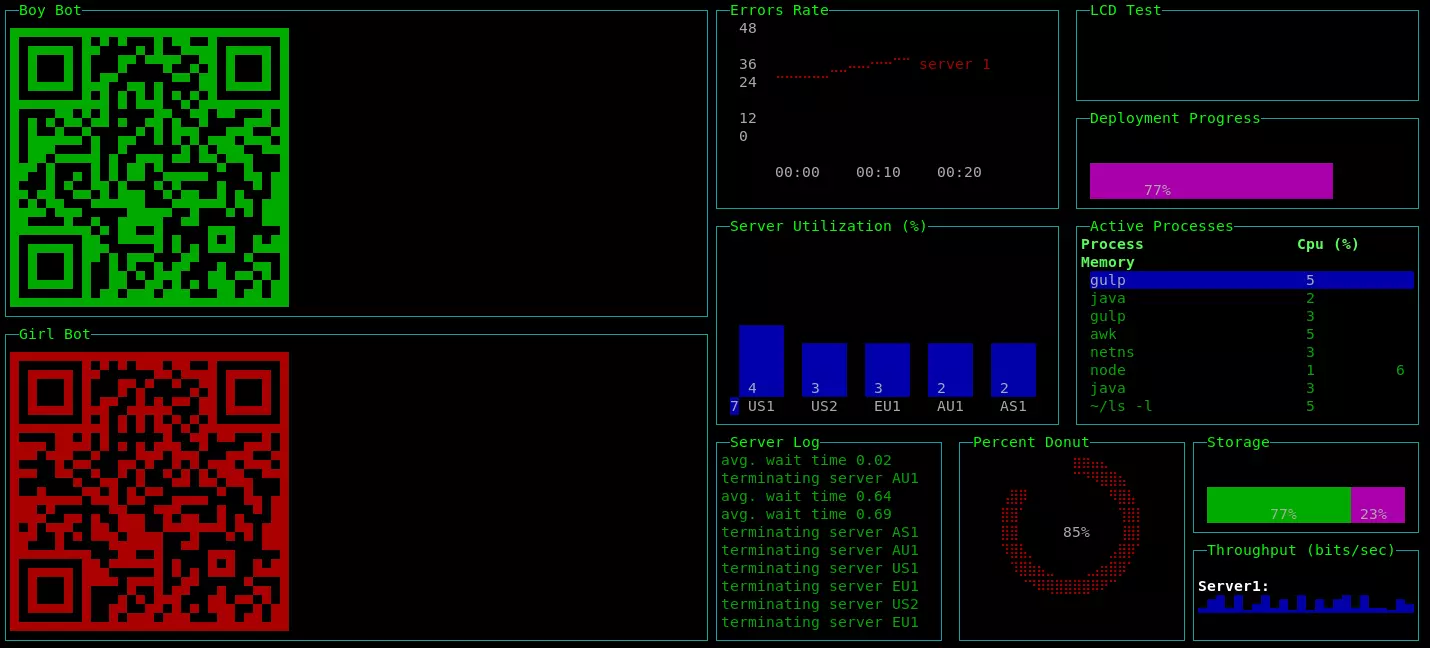 Boy Bot
Girl Bot
Errors Rate
48
36
24
12
0
server 1
00:00 00:10 00:20
Server Utilization (%)
4 3 3 2 2
7 US1 US2 EU1 AU1 AS1
Server Log
avg. wait time 0.02
terminating server AU1
avg. wait time 0.64
avg. wait time 0.69
terminating server AS1
terminating server AU1
terminating server US1
terminating server EU1
terminating server US2
terminating server EU1
Percent Donut
85%
LCD Test
Deployment Progress
77%
Active Processes
Process Cpu (%)
Memory
gulp 5
java 2
gulp 3
awk 5
netns 3
node 1 6
java 3
~/ls -l 5
Storage
77% 23%
Throughput (bits/sec)
Server1: